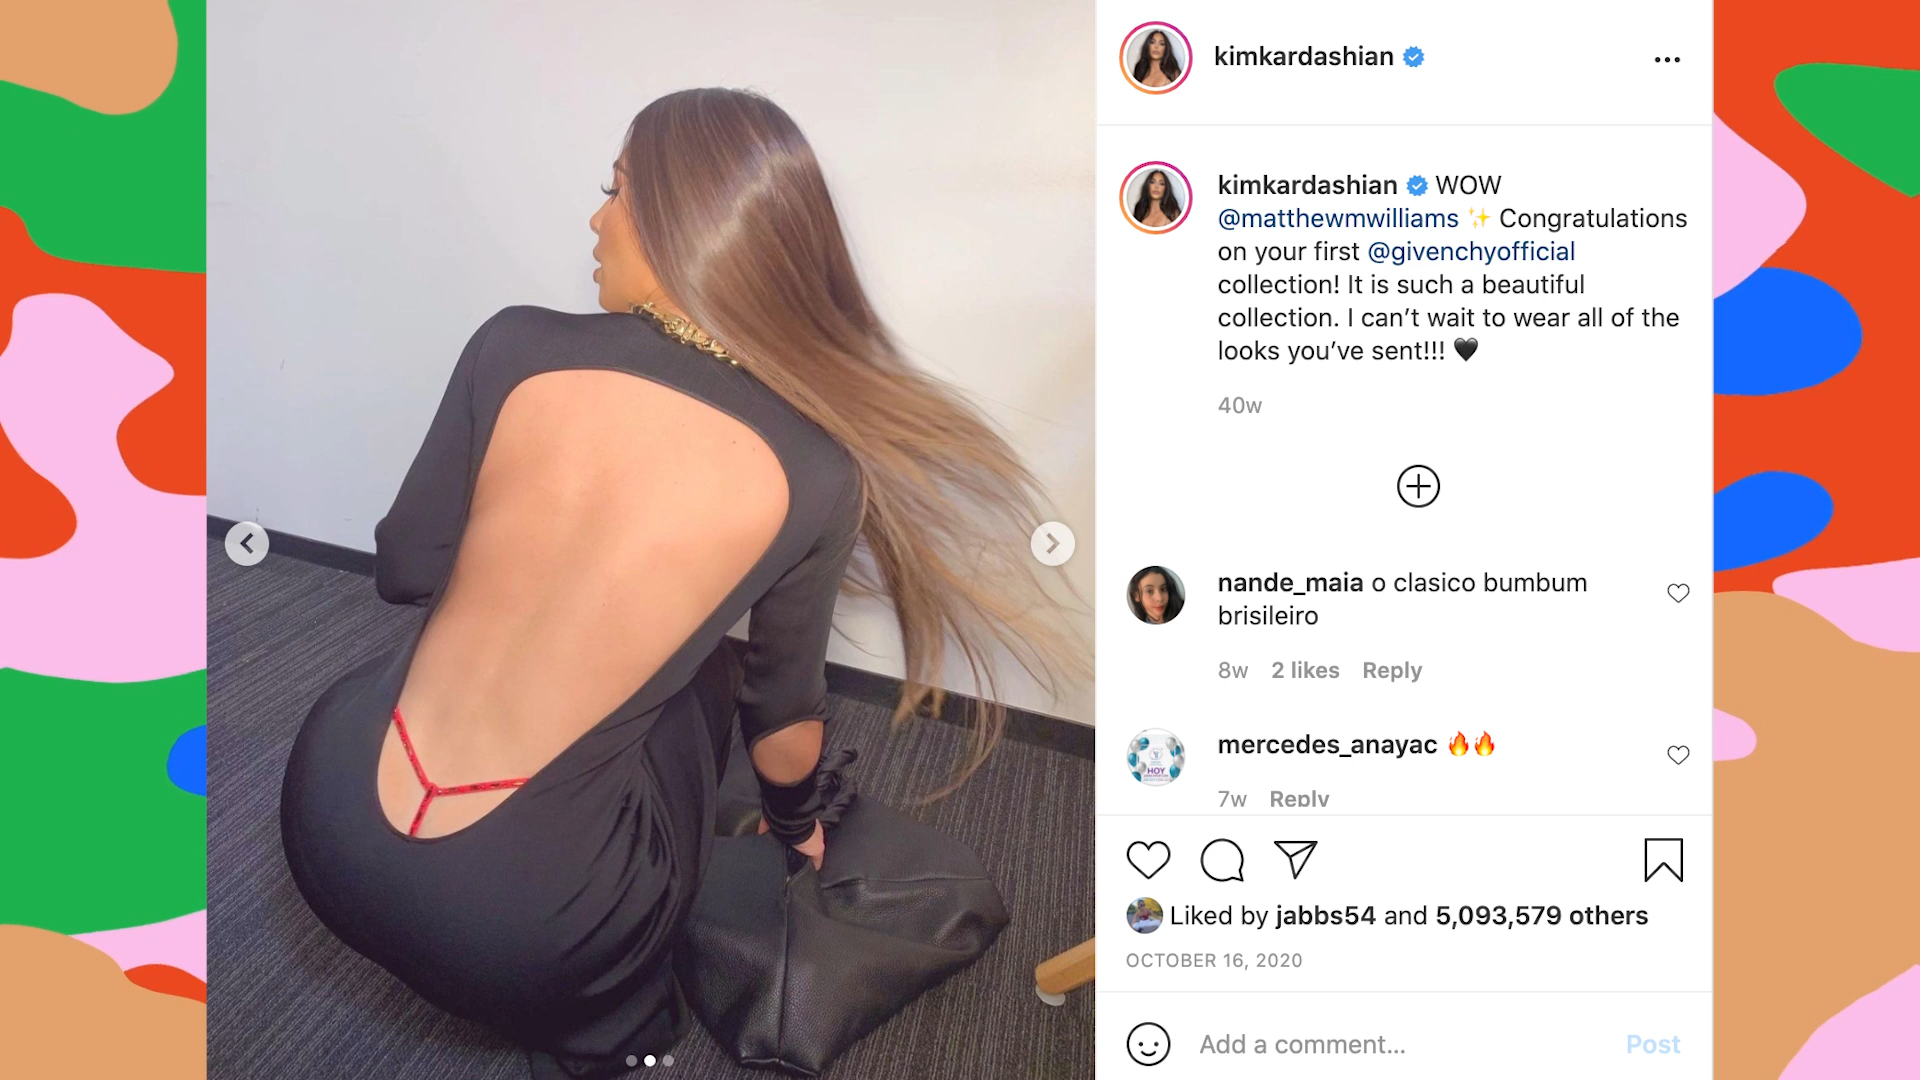 kimkardashian
kimkardashian WOW
@matthewmwilliams ✨ Congratulations
on your first @givenchyofficial
collection! It is such a beautiful
collection. I can’t wait to wear all of the
looks you’ve sent!!! 🖤
40w
nande_maia o clasico bumbum
brisileiro
8w 2 likes Reply
mercedes_anayac 🔥🔥
HOY
7w Reply
Liked by jabbs54 and 5,093,579 others
OCTOBER 16, 2020
Add a comment... Post